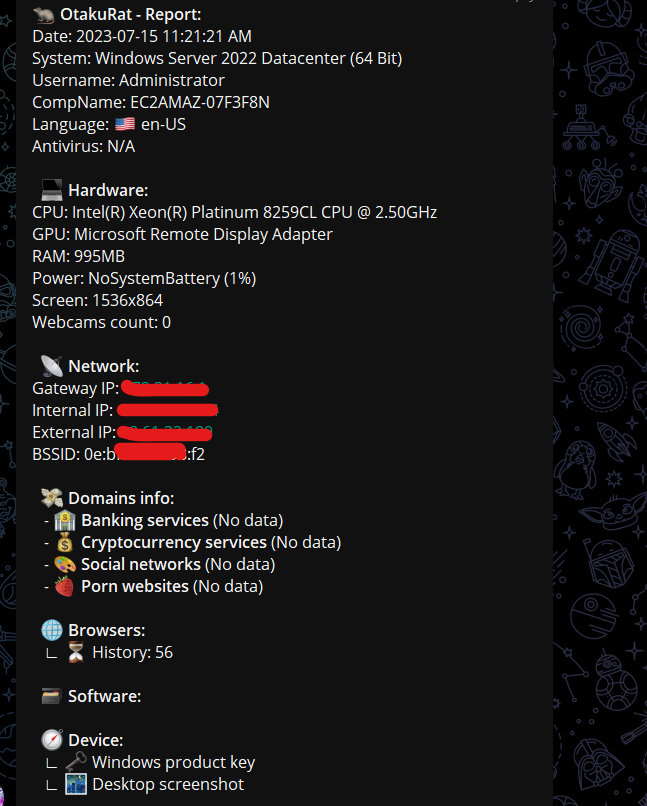 OtakuRat - Report:
Date: 2023-07-15 11:21:21 AM
System: Windows Server 2022 Datacenter (64 Bit)
Username: Administrator
CompName: EC2AMAZ-07F3F8N
Language: en-US
Antivirus: N/A
Hardware:
CPU: Intel(R) Xeon(R) Platinum 8259CL CPU @ 2.50GHz
GPU: Microsoft Remote Display Adapter
RAM: 995MB
Power: NoSystemBattery (1%)
Screen: 1536x864
Webcams count: 0
Network:
Gateway IP:
Internal IP:
External IP:
BSSID: 0e:b :f2
Domains info:
- Banking services (No data)
- Cryptocurrency services (No data)
- Social networks (No data)
- Porn websites (No data)
Browsers:
∟ History: 56
Software:
Device:
∟ Windows product key
∟ Desktop screenshot